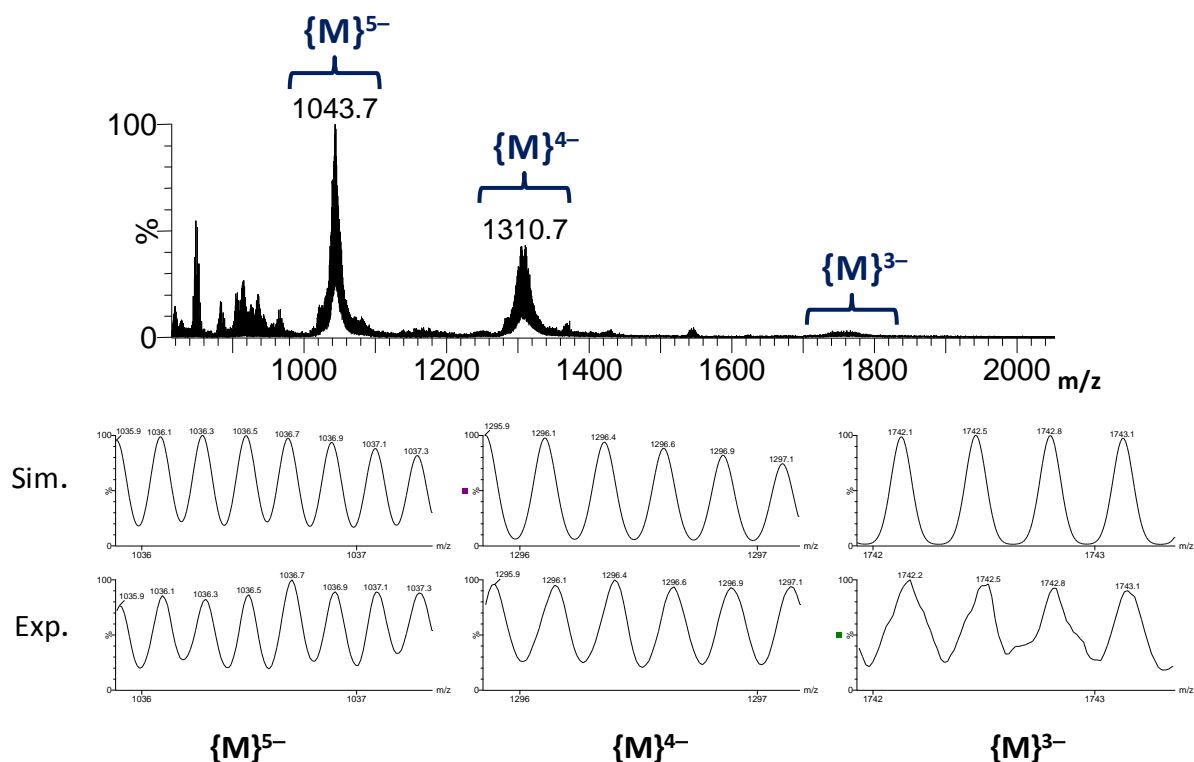 {M}⁵⁻
1043.7
{M}⁴⁻
1310.7
{M}³⁻
100
%
0
1000 1200 1400 1600 1800 2000 m/z
Sim.
100
%
0
1035.9 1036.1 1036.3 1036.5 1036.7 1036.9 1037.1 1037.3
1036 1037 m/z
100
%
0
1295.9 1296.1 1296.4 1296.6 1296.9 1297.1
1296 1297 m/z
100
%
0
1742.1 1742.5 1742.8 1743.1
1742 1743 m/z
Exp.
100
%
0
1035.9 1036.1 1036.3 1036.5 1036.7 1036.9 1037.1 1037.3
1036 1037 m/z
100
%
0
1295.9 1296.1 1296.4 1296.6 1296.9 1297.1
1296 1297 m/z
100
%
0
1742.2 1742.5 1742.8 1743.1
1742 1743 m/z
{M}⁵⁻ {M}⁴⁻ {M}³⁻